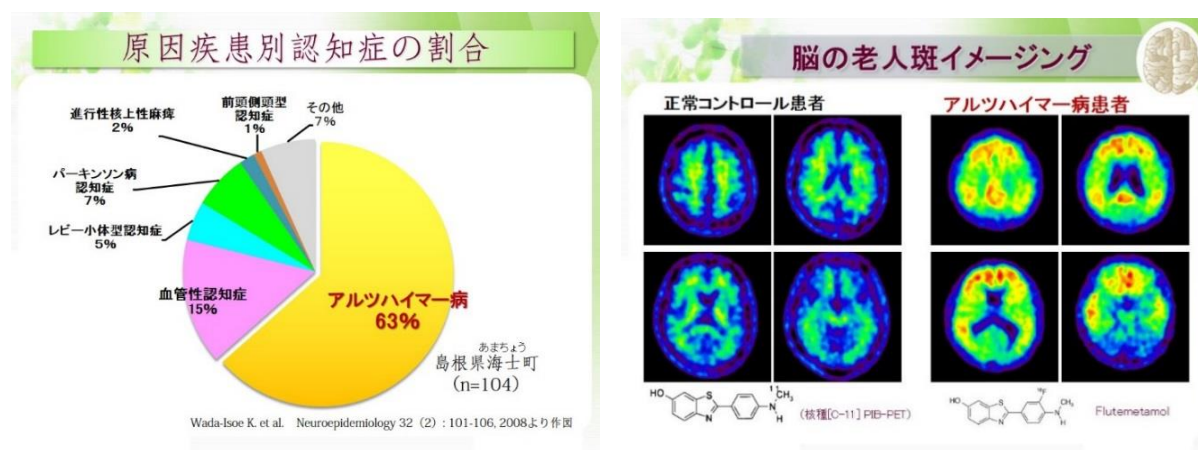 原因疾患別認知症の割合
進行性核上性麻痺
2%
前頭側頭型
認知症
1%
その他
7%
パーキンソン病
認知症
7%
レビー小体型認知症
5%
血管性認知症
15%
アルツハイマー病
63%
あまちょう
島根県海士町
(n=104)
Wada-Isoe K. et al. Neuroepidemiology 32 (2) : 101-106, 2008より作図
脳の老人斑イメージング
正常コントロール患者
アルツハイマー病患者
HO
S
N
N
H
11
CH₃
(核種[C-11] PIB-PET)
HO
S
N
18F
N
H
CH₃
Flutemetamol